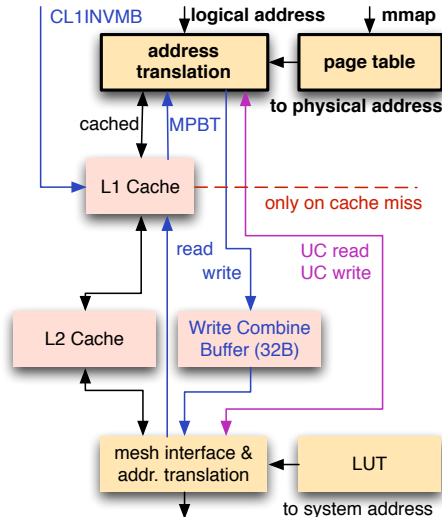 CL1INVMB
logical address
mmap
address
translation
page table
to physical address
cached
MPBT
L1 Cache
only on cache miss
read
write
UC read
UC write
L2 Cache
Write Combine
Buffer (32B)
mesh interface &
addr. translation
LUT
to system address